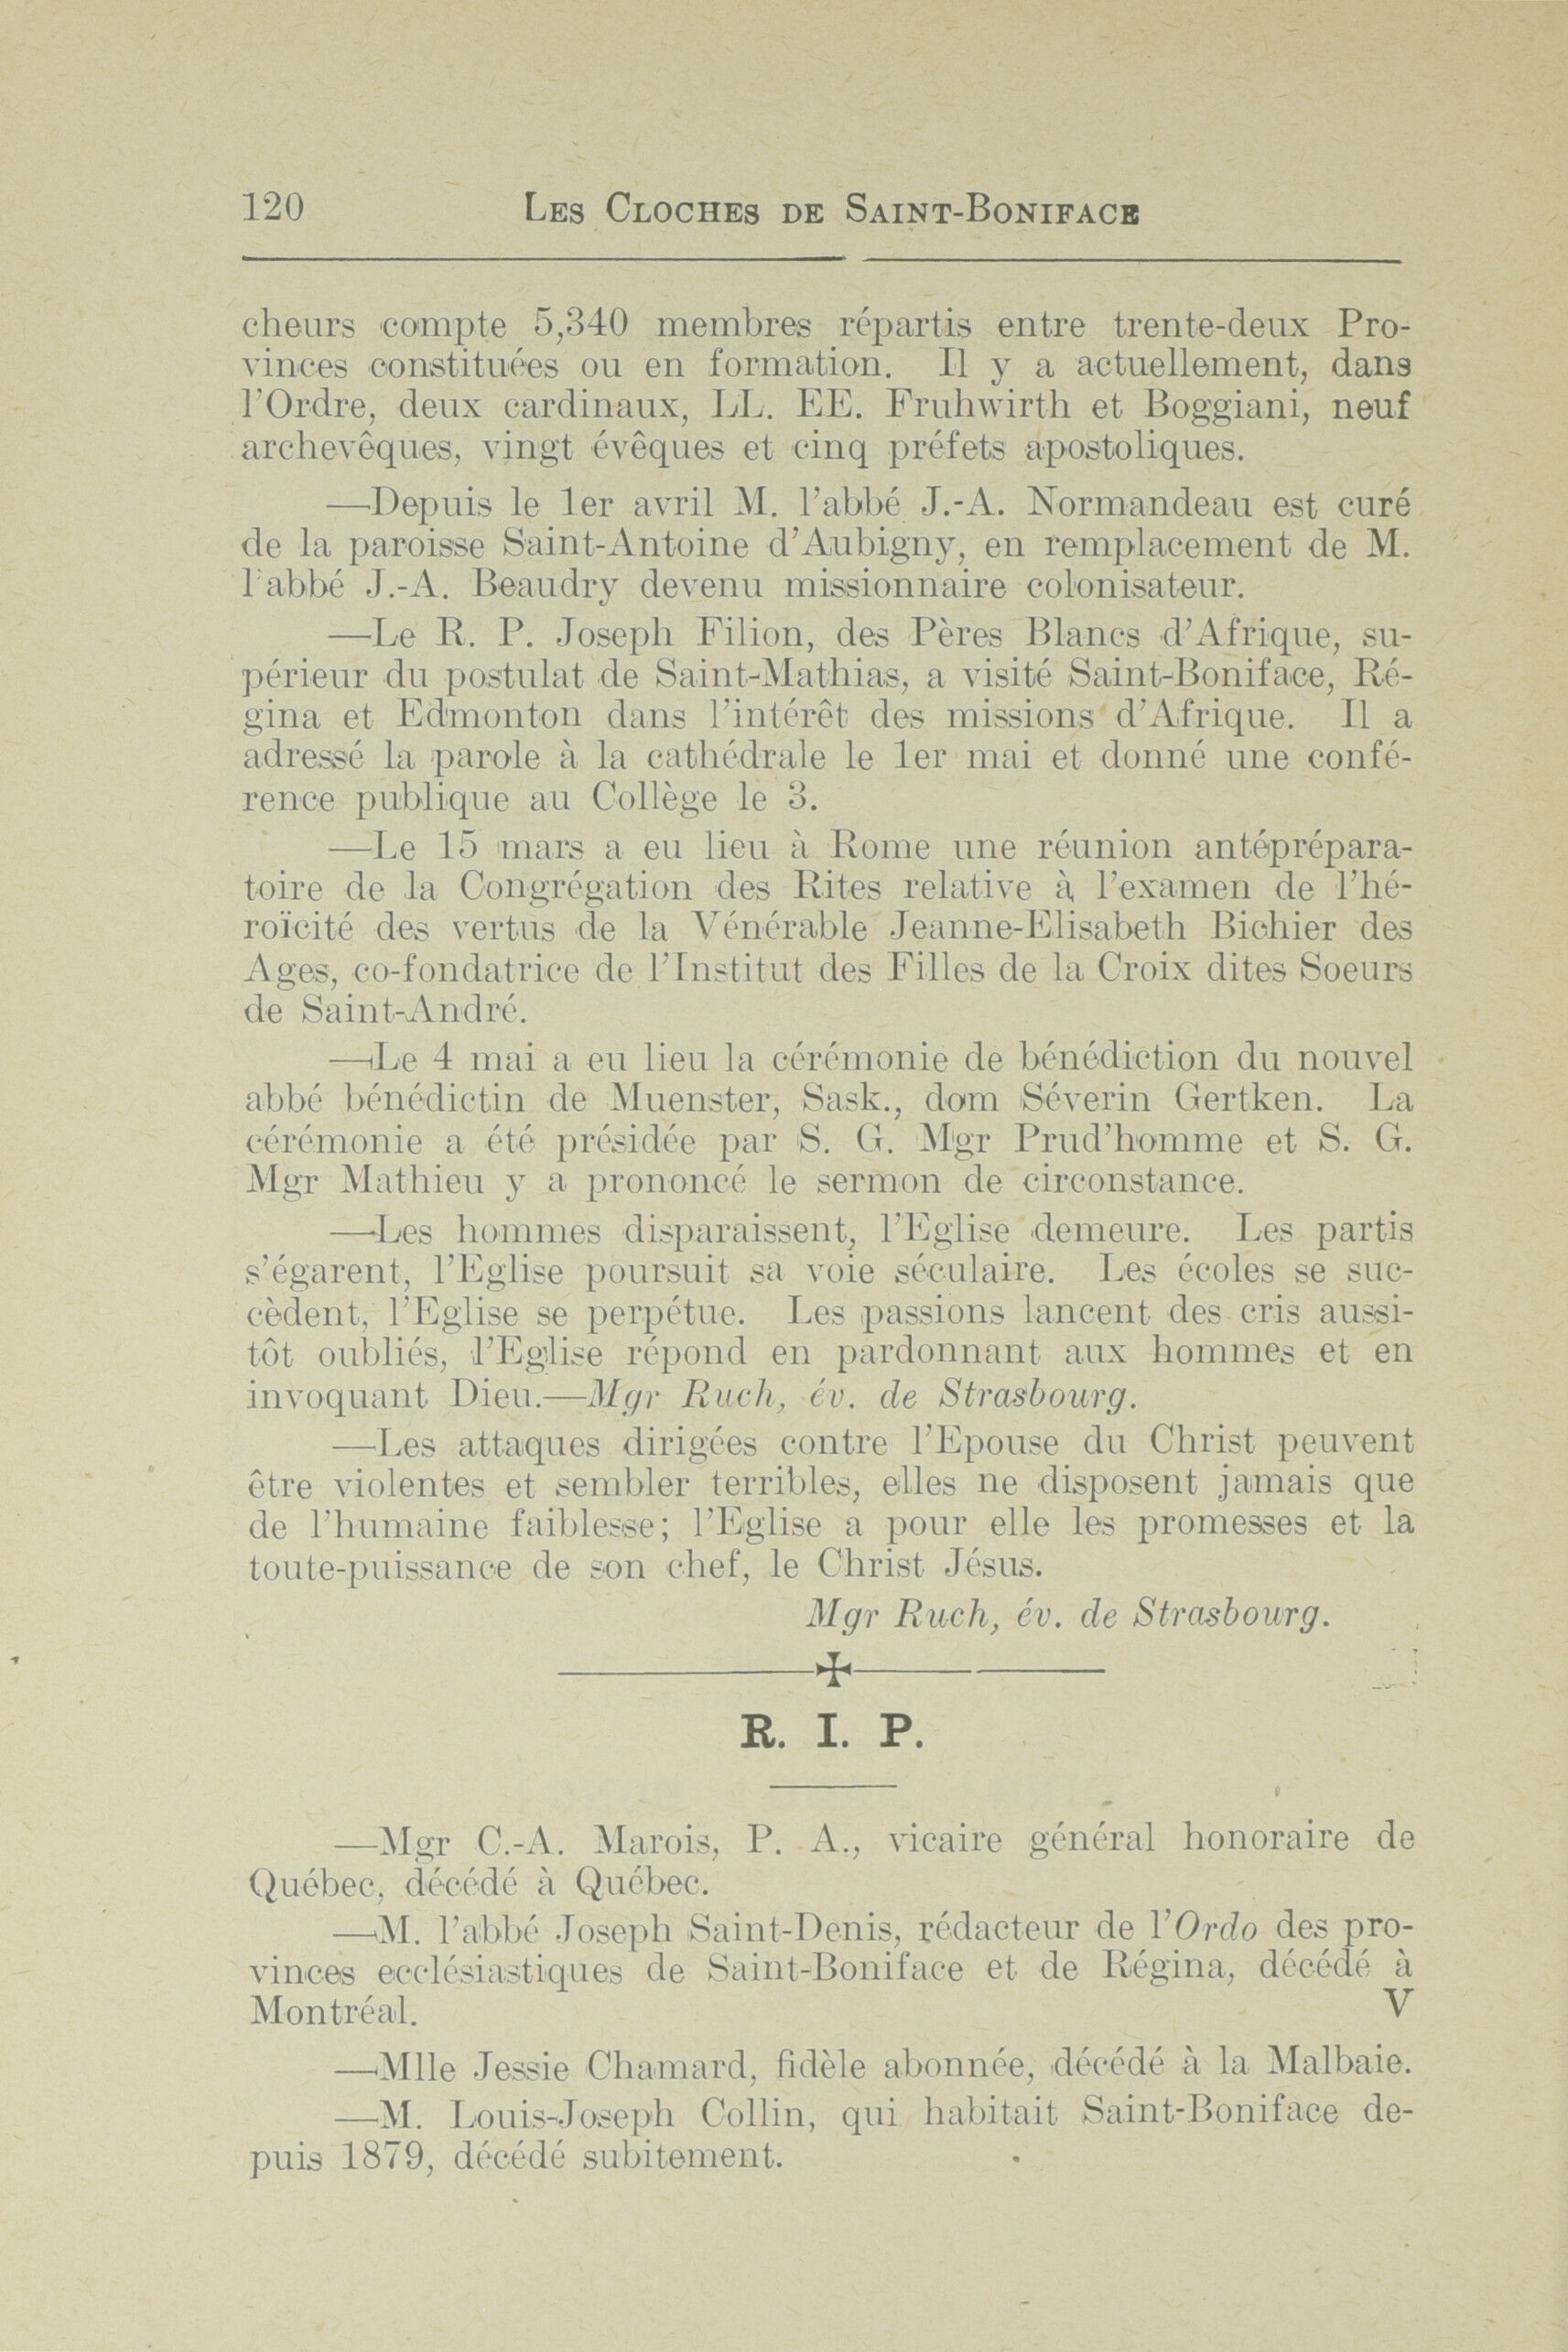 120 LES CLOCHES DE SAINT-BONIFACE
cheurs compte 5,340 membres répartis entre trente-deux Pro-
vinces constituées ou en formation. Il y a actuellement, dans
l'Ordre, deux cardinaux, LL. EE. Fruhwirth et Boggiani, neuf
archevêques, vingt évêques et cinq préfets apostoliques.
—Depuis le 1er avril M. l'abbé J.-A. Normandeau est curé
de la paroisse Saint-Antoine d'Aubigny, en remplacement de M.
l'abbé J.-A. Beaudry devenu missionnaire colonisateur.
—Le R. P. Joseph Filion, des Pères Blancs d'Afrique, su-
périeur du postulat de Saint-Mathias, a visité Saint-Boniface, Ré-
gina et Edmonton dans l'intérêt des missions d'Afrique. Il a
adressé la parole à la cathédrale le 1er mai et donné une confé-
rence publique au Collège le 3.
—Le 15 mars a eu lieu à Rome une réunion antéprépara-
toire de la Congrégation des Rites relative à l'examen de l'hé-
roïcité des vertus de la Vénérable Jeanne-Elisabeth Bichier des
Ages, co-fondatrice de l'Institut des Filles de la Croix dites Soeurs
de Saint-André.
—Le 4 mai a eu lieu la cérémonie de bénédiction du nouvel
abbé bénédictin de Muenster, Sask., dom Séverin Gertken. La
cérémonie a été présidée par S. G. Mgr Prud'homme et S. G.
Mgr Mathieu y a prononcé le sermon de circonstance.
—Les hommes disparaissent, l'Eglise demeure. Les partis
s'égarent, l'Eglise poursuit sa voie séculaire. Les écoles se suc-
cèdent, l'Eglise se perpétue. Les passions lancent des cris aussi-
tôt oubliés, l'Eglise répond en pardonnant aux hommes et en
invoquant Dieu.—Mgr Ruch, év. de Strasbourg.
—Les attaques dirigées contre l'Epouse du Christ peuvent
être violentes et sembler terribles, elles ne disposent jamais que
de l'humaine faiblesse; l'Eglise a pour elle les promesses et la
toute-puissance de son chef, le Christ Jésus.
Mgr Ruch, év. de Strasbourg.
R. I. P.
—Mgr C.-A. Marois, P. A., vicaire général honoraire de
Québec, décédé à Québec.
—M. l'abbé Joseph Saint-Denis, rédacteur de l'Ordo des pro-
vinces ecclésiastiques de Saint-Boniface et de Régina, décédé à
Montréal. V
—Mlle Jessie Chamard, fidèle abonnée, décédé à la Malbaie.
—M. Louis-Joseph Collin, qui habitait Saint-Boniface de-
puis 1879, décédé subitement.